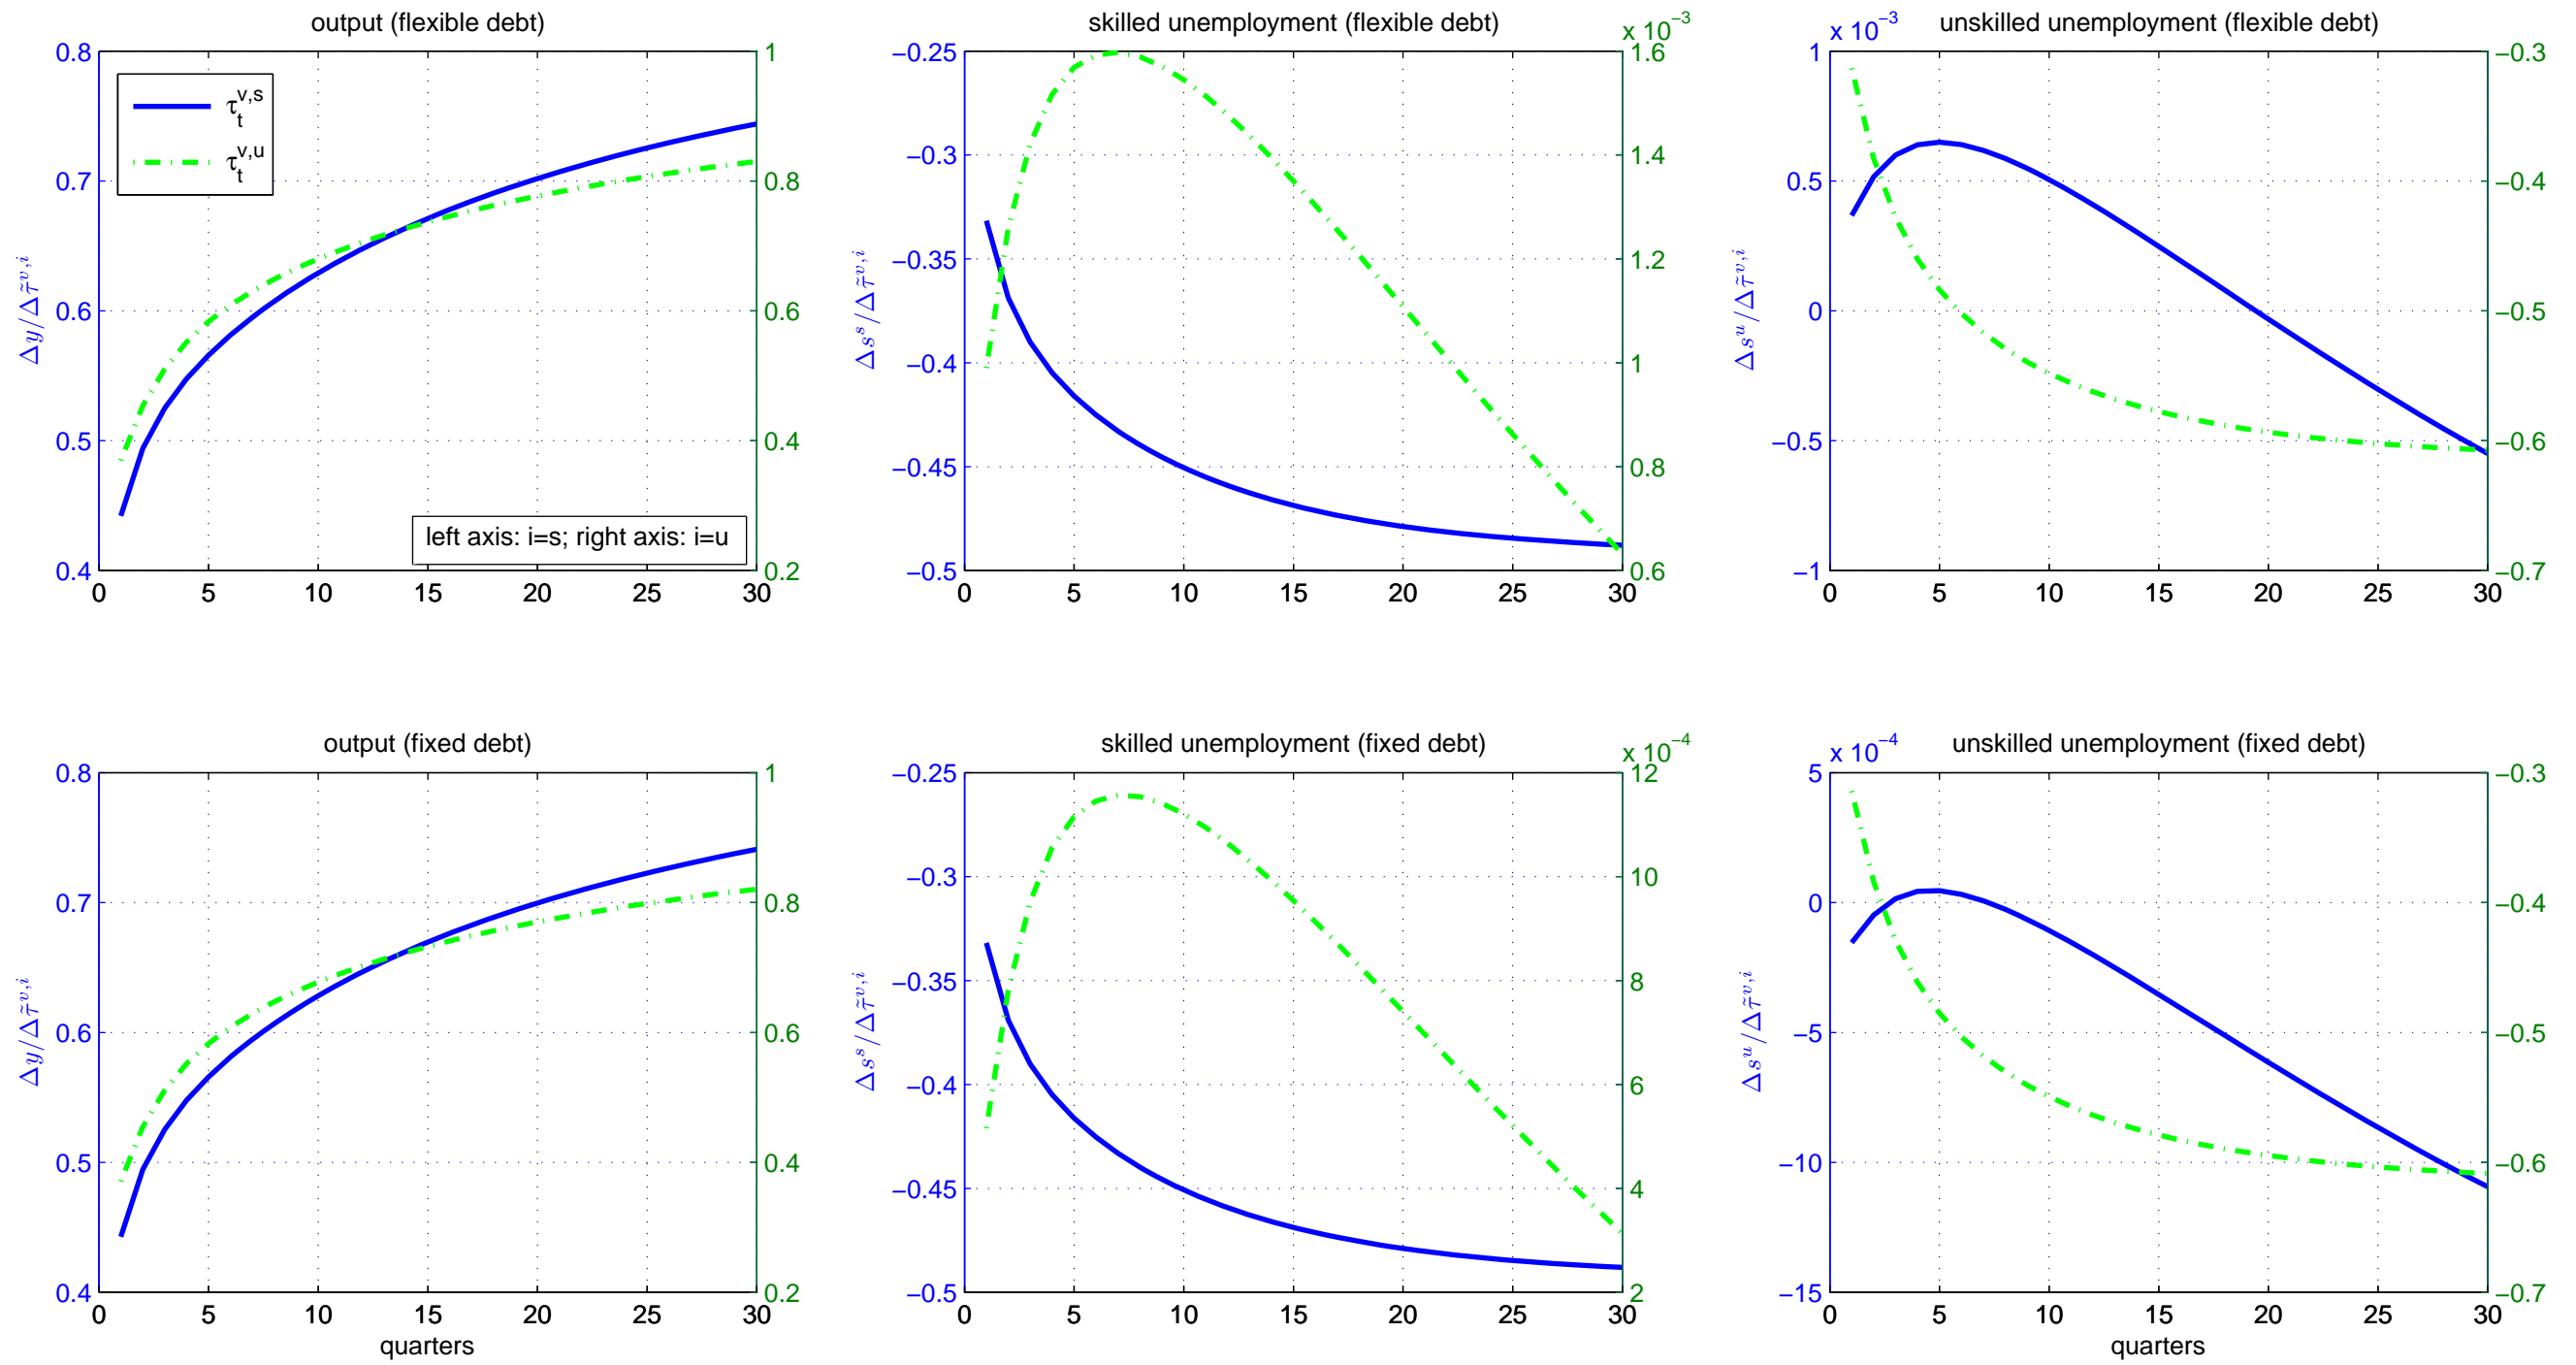 output (flexible debt)
0.8
0.7
0.6
0.5
0.4
1
0.8
0.6
0.4
0.2
0 5 10 15 20 25 30
Δy/Δτ̃^{v,i}
τ_t^{v,s}
τ_t^{v,u}
left axis: i=s; right axis: i=u
skilled unemployment (flexible debt)
x 10^{−3}
−0.25
−0.3
−0.35
−0.4
−0.45
−0.5
1.6
1.4
1.2
1
0.8
0.6
0 5 10 15 20 25 30
Δs^s/Δτ̃^{v,i}
unskilled unemployment (flexible debt)
x 10^{−3}
1
0.5
0
−0.5
−1
−0.3
−0.4
−0.5
−0.6
−0.7
0 5 10 15 20 25 30
Δs^u/Δτ̃^{v,i}
output (fixed debt)
0.8
0.7
0.6
0.5
0.4
1
0.8
0.6
0.4
0.2
0 5 10 15 20 25 30
quarters
Δy/Δτ̃^{v,i}
skilled unemployment (fixed debt)
x 10^{−4}
−0.25
−0.3
−0.35
−0.4
−0.45
−0.5
12
10
8
6
4
2
0 5 10 15 20 25 30
Δs^s/Δτ̃^{v,i}
unskilled unemployment (fixed debt)
x 10^{−4}
5
0
−5
−10
−15
−0.3
−0.4
−0.5
−0.6
−0.7
0 5 10 15 20 25 30
quarters
Δs^u/Δτ̃^{v,i}